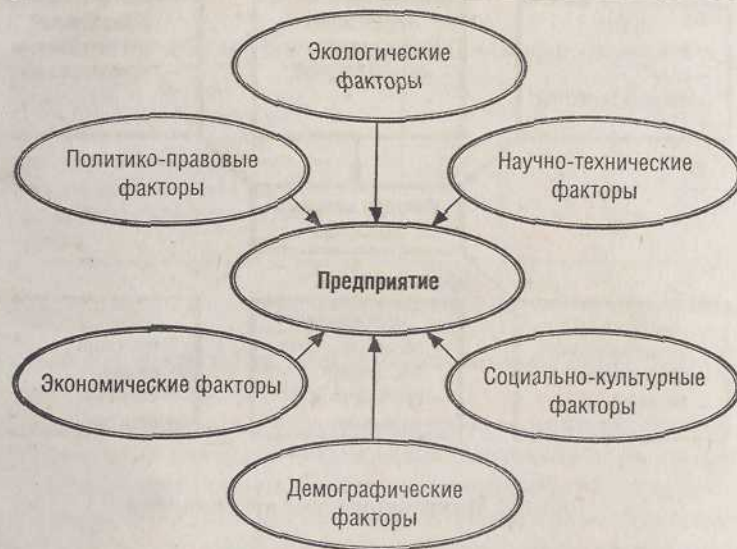 Экологические
факторы
Политико-правовые
факторы
Научно-технические
факторы
Предприятие
Экономические факторы
Социально-культурные
факторы
Демографические
факторы